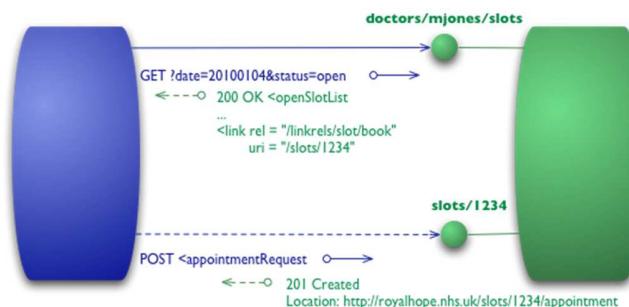 doctors/mjones/slots
GET ?date=20100104&status=open
200 OK <openSlotList
...
<link rel = "/linkrels/slot/book"
uri = "/slots/1234"
slots/1234
POST <appointmentRequest
201 Created
Location: http://royalhope.nhs.uk/slots/1234/appointment